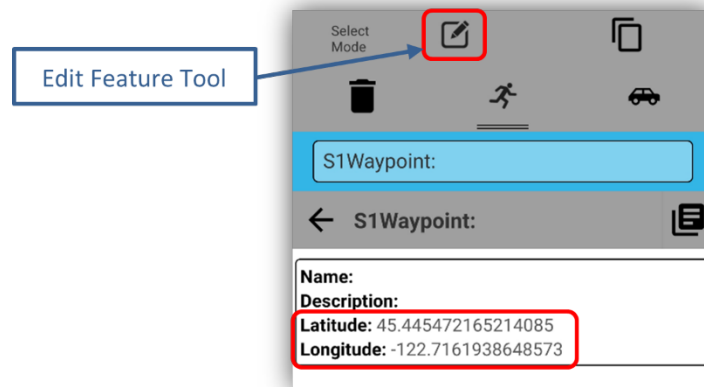 Select
Mode
Edit Feature Tool
S1Waypoint:
S1Waypoint:
Name:
Description:
Latitude: 45.445472165214085
Longitude: -122.7161938648573